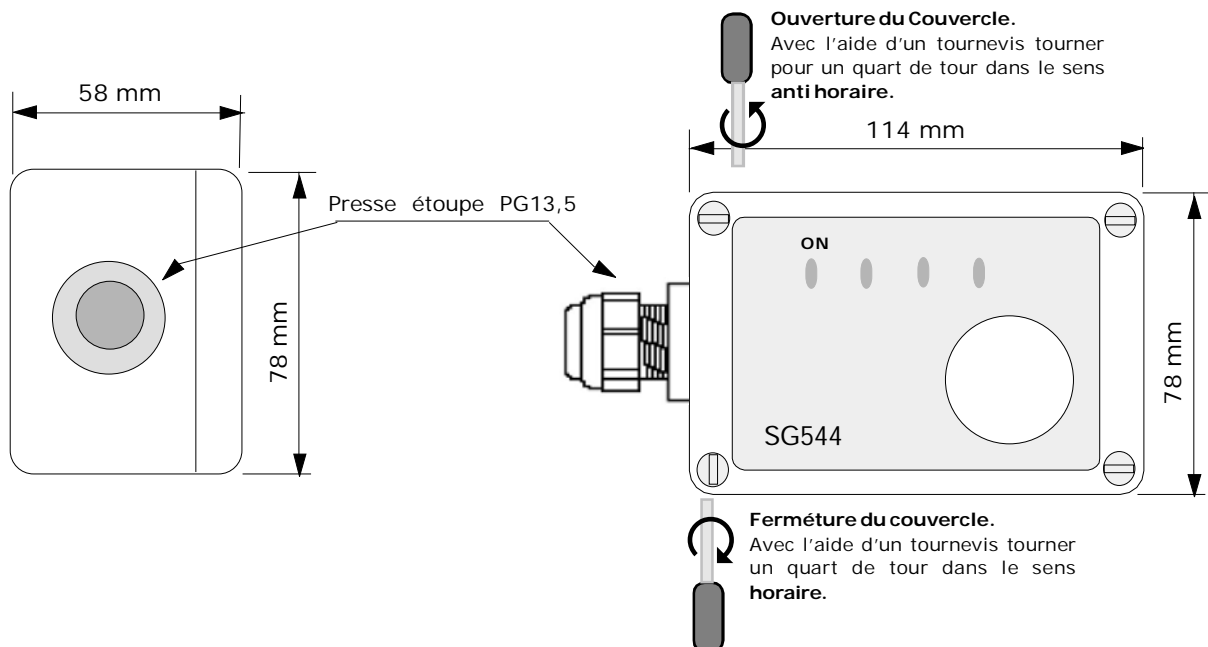 Ouverture du Couvercle.
Avec l'aide d'un tournevis tourner
pour un quart de tour dans le sens
anti horaire.
58 mm
114 mm
Presse étoupe PG13,5
78 mm
ON
78 mm
SG544
Ferméture du couvercle.
Avec l'aide d'un tournevis tourner
un quart de tour dans le sens
horaire.